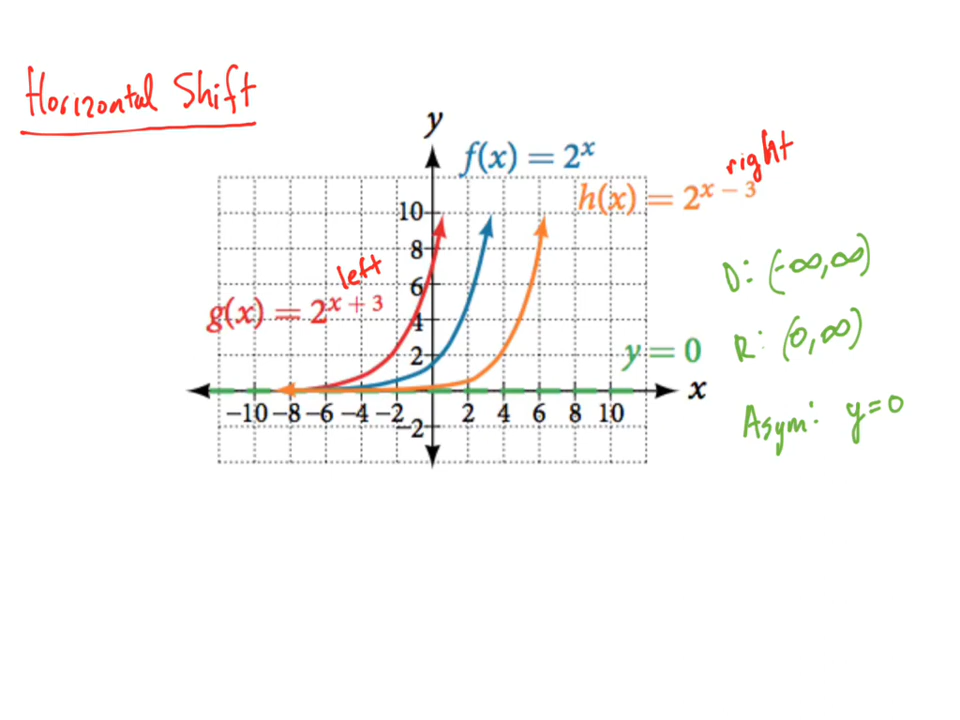 Horizontal Shift
y
f(x) = 2^x
right
h(x) = 2^{x − 3}
10
8
left
6
g(x) = 2^{x + 3}
4
2
y = 0
x
−10 −8 −6 −4 −2 2 4 6 8 10
−2
D: (-∞, ∞)
R: (0, ∞)
Asym: y = 0